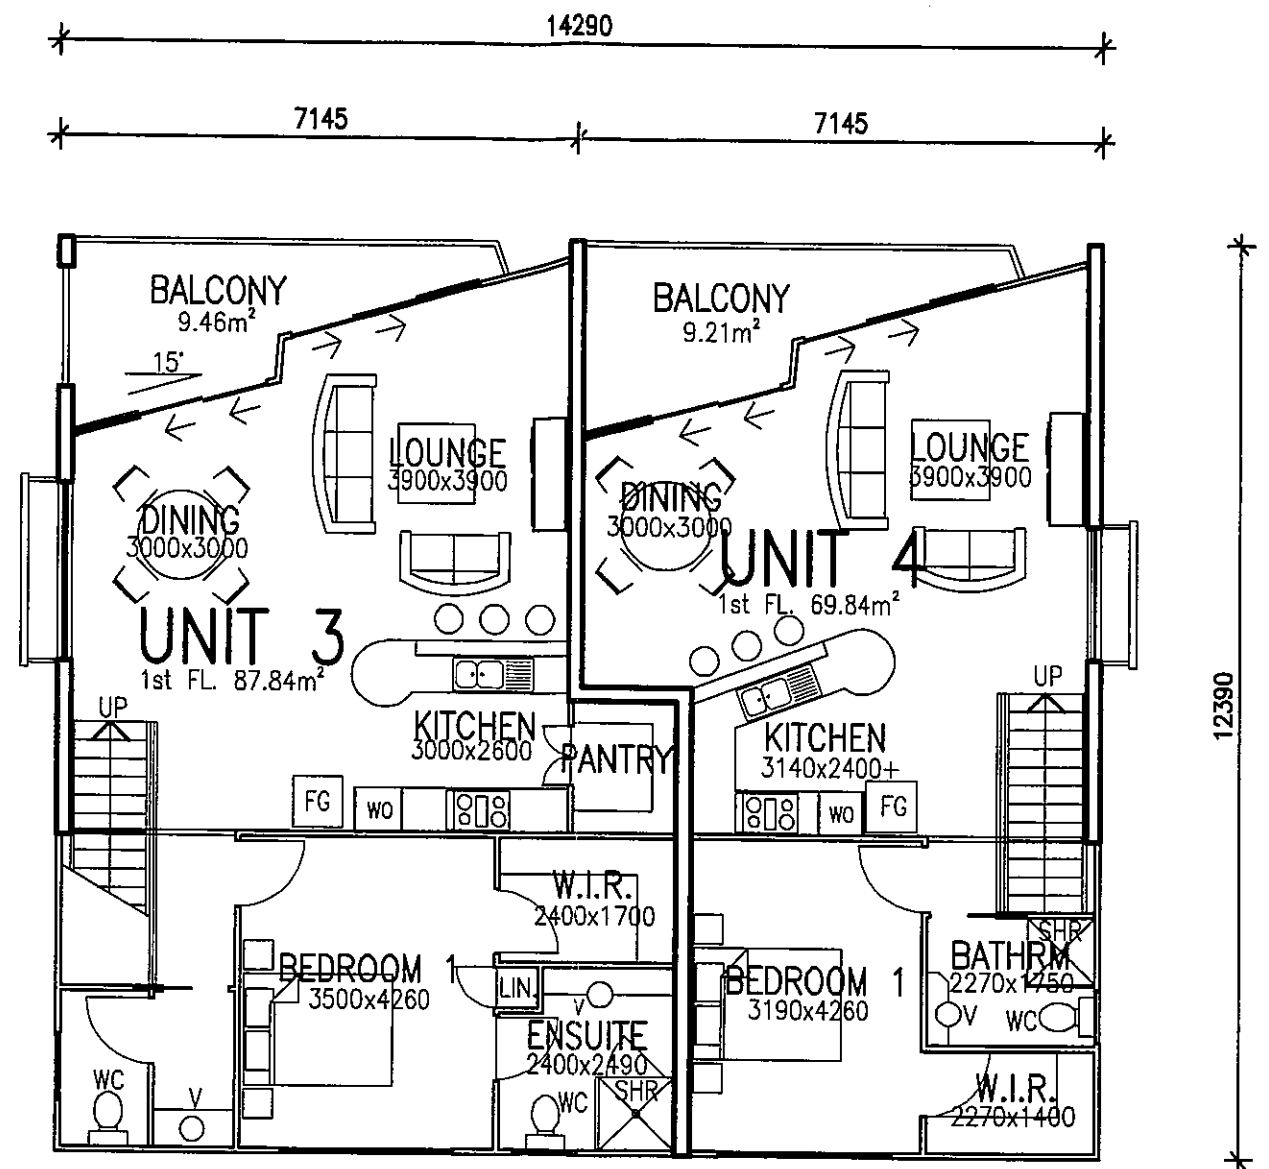 14290
7145
7145
12390
BALCONY
9.46m²
15°
BALCONY
9.21m²
LOUNGE
3900x3900
LOUNGE
3900x3900
DINING
3000x3000
DINING
3000x3000
UNIT 3
1st FL. 87.84m²
UNIT 4
1st FL. 69.84m²
UP
UP
KITCHEN
3000x2600
PANTRY
KITCHEN
3140x2400+
FG
WO
WO
FG
W.I.R.
2400x1700
BEDROOM 1
3500x4260
LIN.
V
ENSUITE
2400x2490
WC
SHR
BEDROOM 1
3190x4260
SHR
BATHRM
2270x1750
V
WC
W.I.R.
2270x1400
WC
V